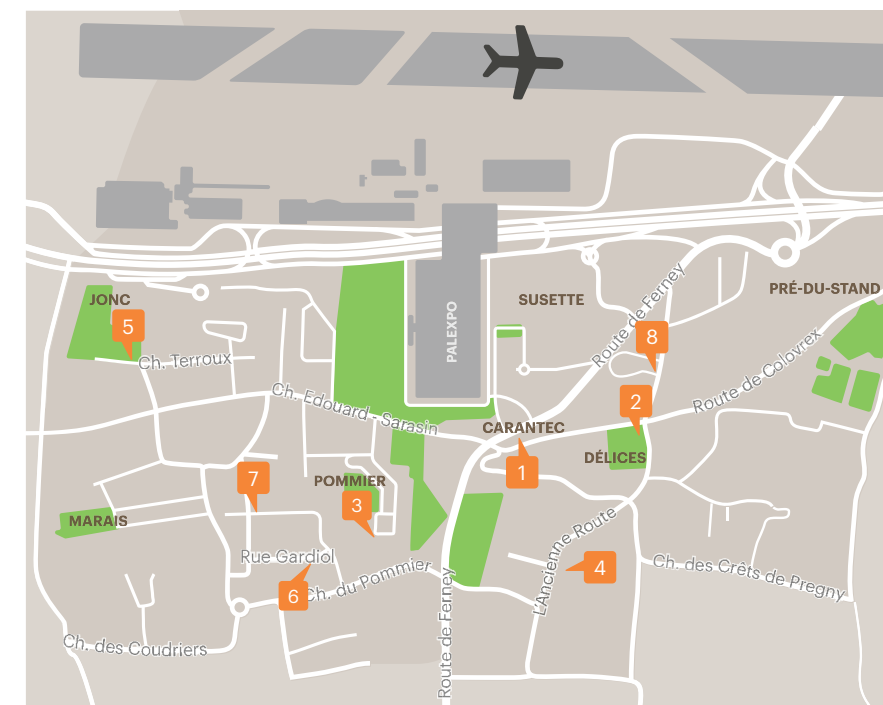 PRÉ-DU-STAND
JONC
SUSETTE
5
PALEXPO
Route de Ferney
8
Ch. Terroux
Route de Colovrex
Ch. Edouard - Sarasin
2
CARANTEC
DÉLICES
1
7
POMMIER
3
MARAIS
L'Ancienne Route
Rue Gardiol
4
Ch. des Crêts de Pregny
6
Ch. du Pommier
Route de Ferney
Ch. des Coudriers